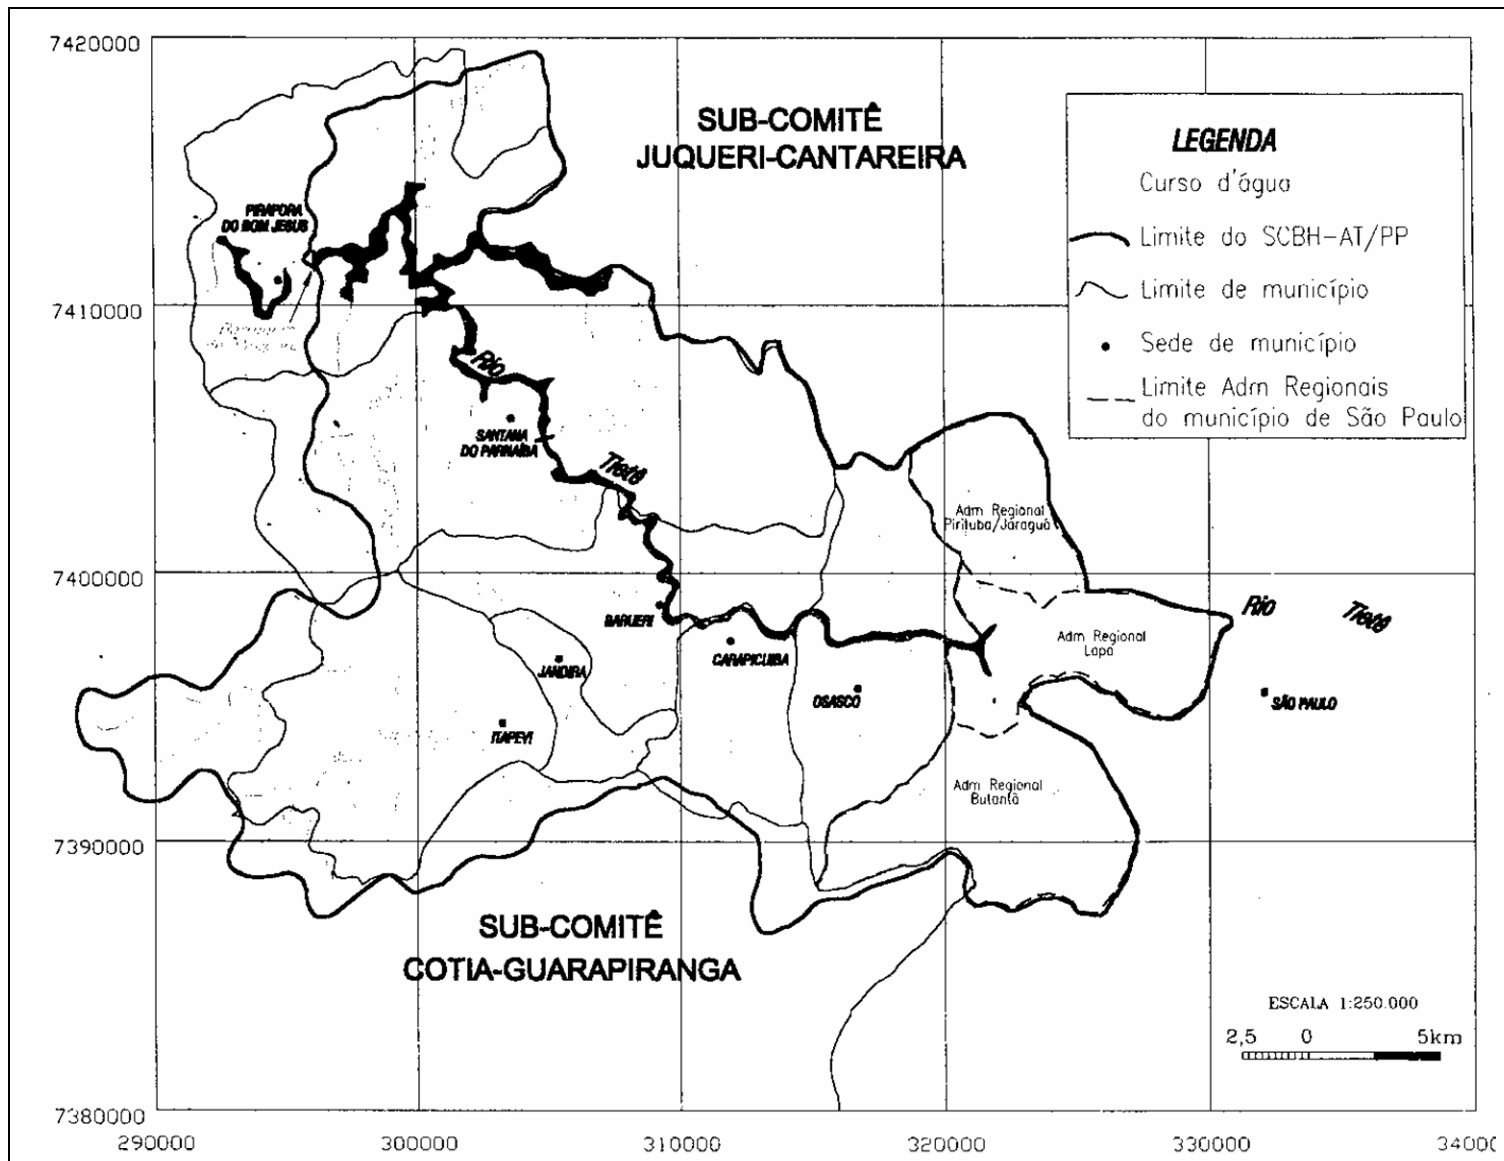 7420000
SUB-COMITÊ
JUQUERI-CANTAREIRA
LEGENDA
Curso d'água
Limite do SCBH-AT/PP
Limite de município
Sede de município
Limite Adm Regionais
do município de São Paulo
PIRAPORA
DO BOM JESUS
7410000
Rio
SANTANA
DO PARNAÍBA
Tietê
Adm Regional
Pirituba/Jaraguá
7400000
Rio
Tietê
BARUERI
Adm Regional
Lapa
CARAPICUIBA
JANDIRA
OSASCO
SÃO PAULO
ITAPEVI
Adm Regional
Butantã
7390000
SUB-COMITÊ
COTIA-GUARAPIRANGA
ESCALA 1:250.000
2,5 0 5km
7380000
290000 300000 310000 320000 330000 34000